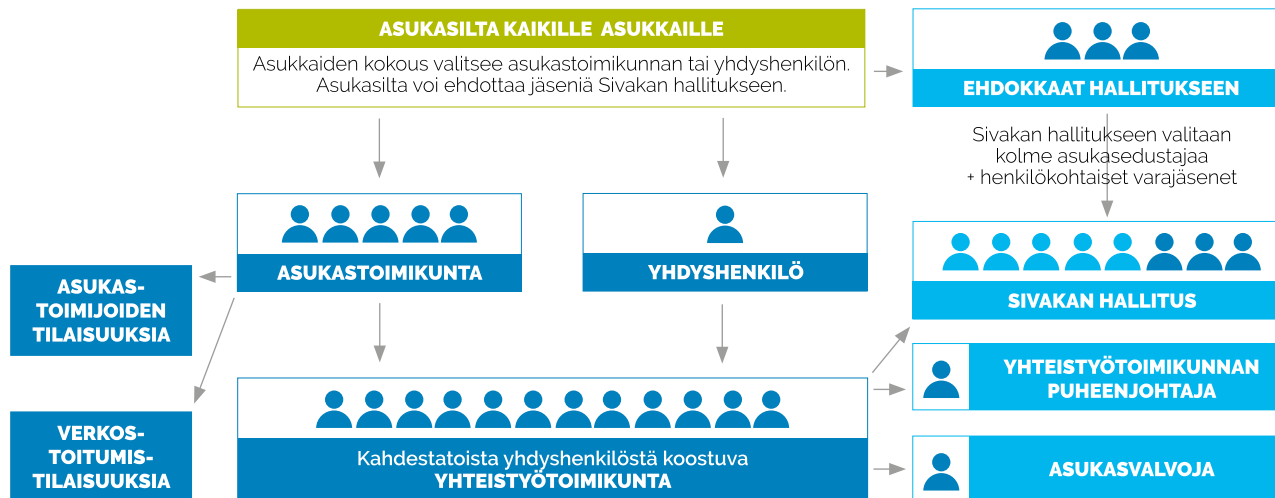 ASUKASILTA KAIKILLE ASUKKAILLE
Asukkaiden kokous valitsee asukastoimikunnan tai yhdyshenkilön.
Asukasilta voi ehdottaa jäseniä Sivakan hallitukseen.
EHDOKKAAT HALLITUKSEEN
Sivakan hallitukseen valitaan
kolme asukasedustajaa
+ henkilökohtaiset varajäsenet
ASUKASTOIMIKUNTA
YHDYSHENKILÖ
SIVAKAN HALLITUS
ASUKAS-
TOIMIJOIDEN
TILAISUUKSIA
YHTEISTYÖTOIMIKUNNAN
PUHEENJOHTAJA
VERKOS-
TOITUMIS-
TILAISUUKSIA
Kahdestatoista yhdyshenkilöstä koostuva
YHTEISTYÖTOIMIKUNTA
ASUKASVALVOJA